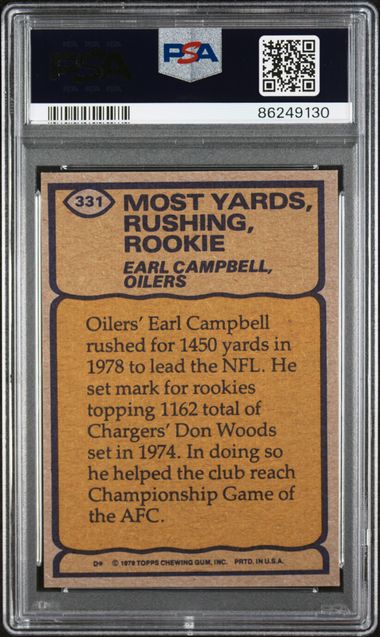 PSA
PSA
86249130
331
MOST YARDS,
RUSHING,
ROOKIE
EARL CAMPBELL,
OILERS
Oilers' Earl Campbell
rushed for 1450 yards in
1978 to lead the NFL. He
set mark for rookies
topping 1162 total of
Chargers' Don Woods
set in 1974. In doing so
he helped the club reach
Championship Game of
the AFC.
D* © 1979 TOPPS CHEWING GUM, INC. PRTD. IN U.S.A.